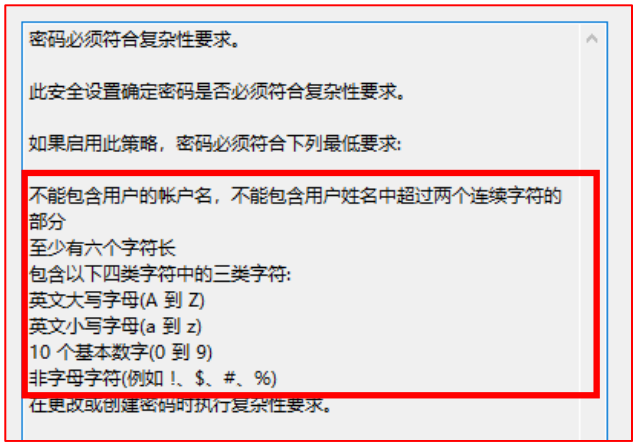 密码必须符合复杂性要求。
此安全设置确定密码是否必须符合复杂性要求。
如果启用此策略，密码必须符合下列最低要求:
不能包含用户的帐户名，不能包含用户姓名中超过两个连续字符的
部分
至少有六个字符长
包含以下四类字符中的三类字符:
英文大写字母(A 到 Z)
英文小写字母(a 到 z)
10 个基本数字(0 到 9)
非字母字符(例如 !、$、#、%)
在更改或创建密码时执行复杂性要求。